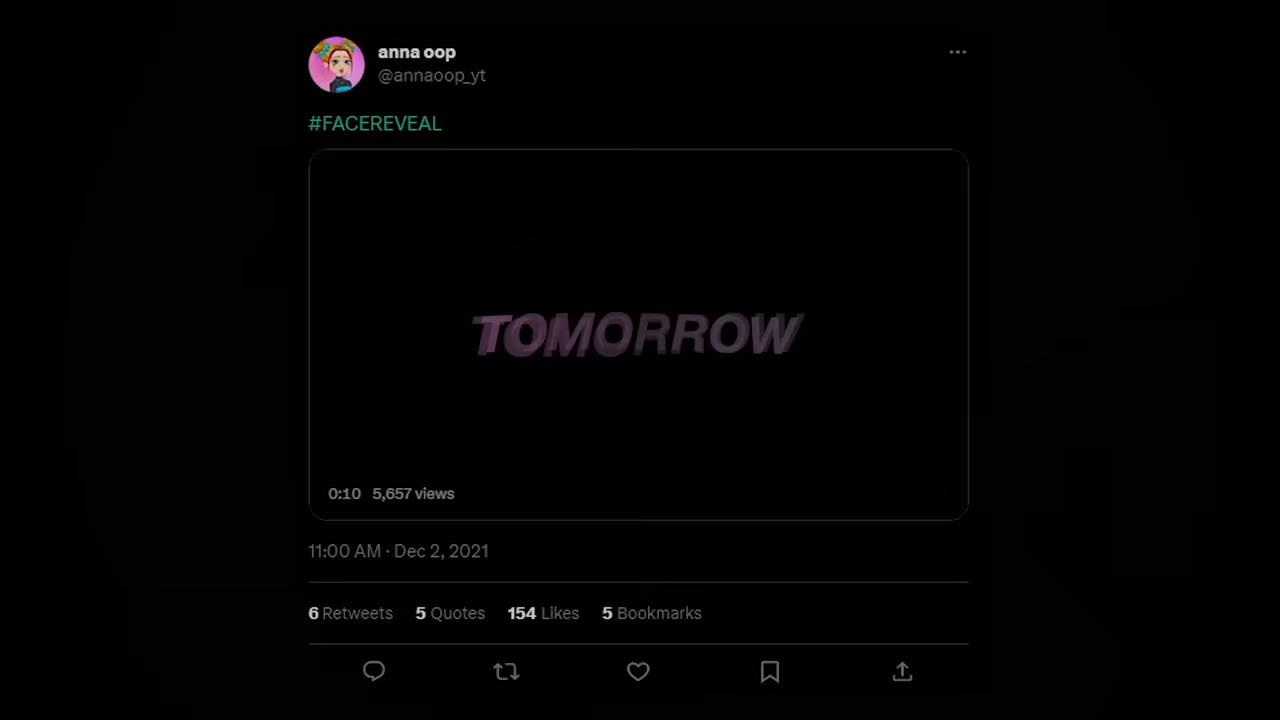 anna oop
@annaoop_yt
#FACEREVEAL
TOMORROW
0:10 5,657 views
11:00 AM · Dec 2, 2021
6 Retweets 5 Quotes 154 Likes 5 Bookmarks